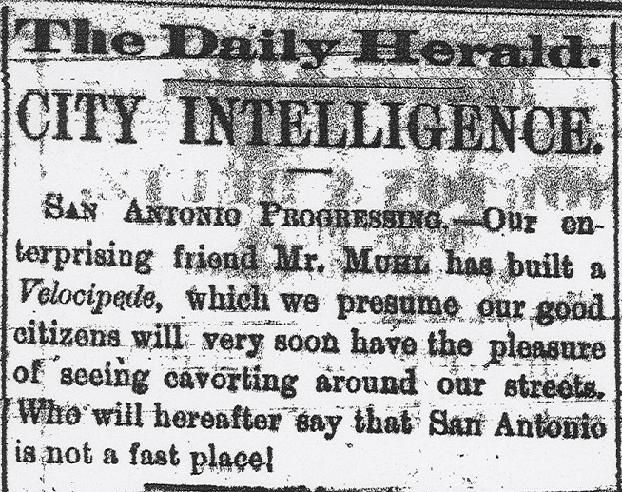 The Daily Herald.
CITY INTELLIGENCE.
SAN ANTONIO PROGRESSING.—Our en-
terprising friend Mr. MUHL has built a
Velocipede, which we presume our good
citizens will very soon have the pleasure
of seeing cavorting around our streets.
Who will hereafter say that San Antonio
is not a fast place!